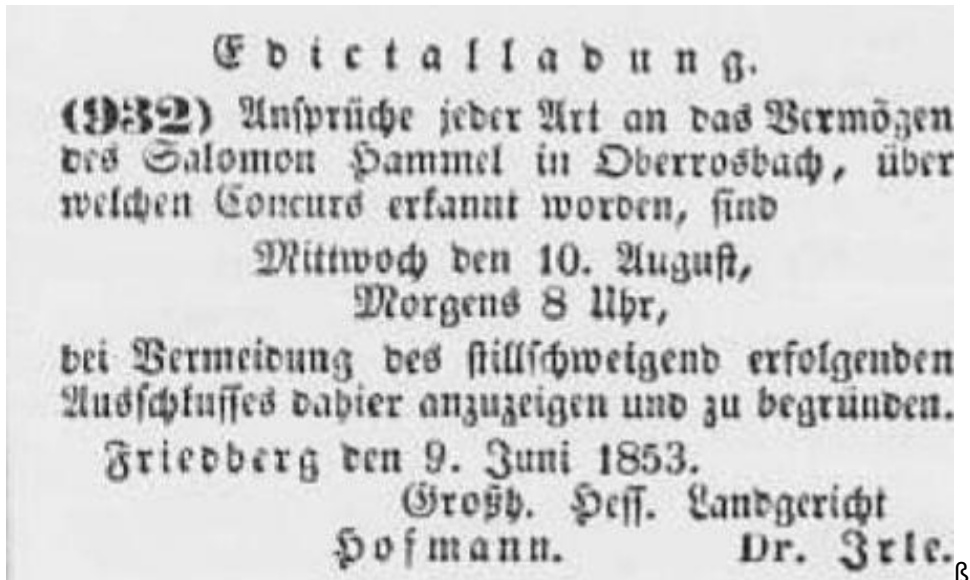 Edictalladung.
(932) Ansprüche jeder Art an das Vermögen
des Salomon Hammel in Oberrosbach, über
welchen Concurs erkannt worden, sind
Mittwoch den 10. August,
Morgens 8 Uhr,
bei Vermeidung des stillschweigend erfolgenden
Ausschlusses dahier anzuzeigen und zu begründen.
Friedberg den 9. Juni 1853.
Großh. Hess. Landgericht
Hofmann. Dr. Irle.
ß